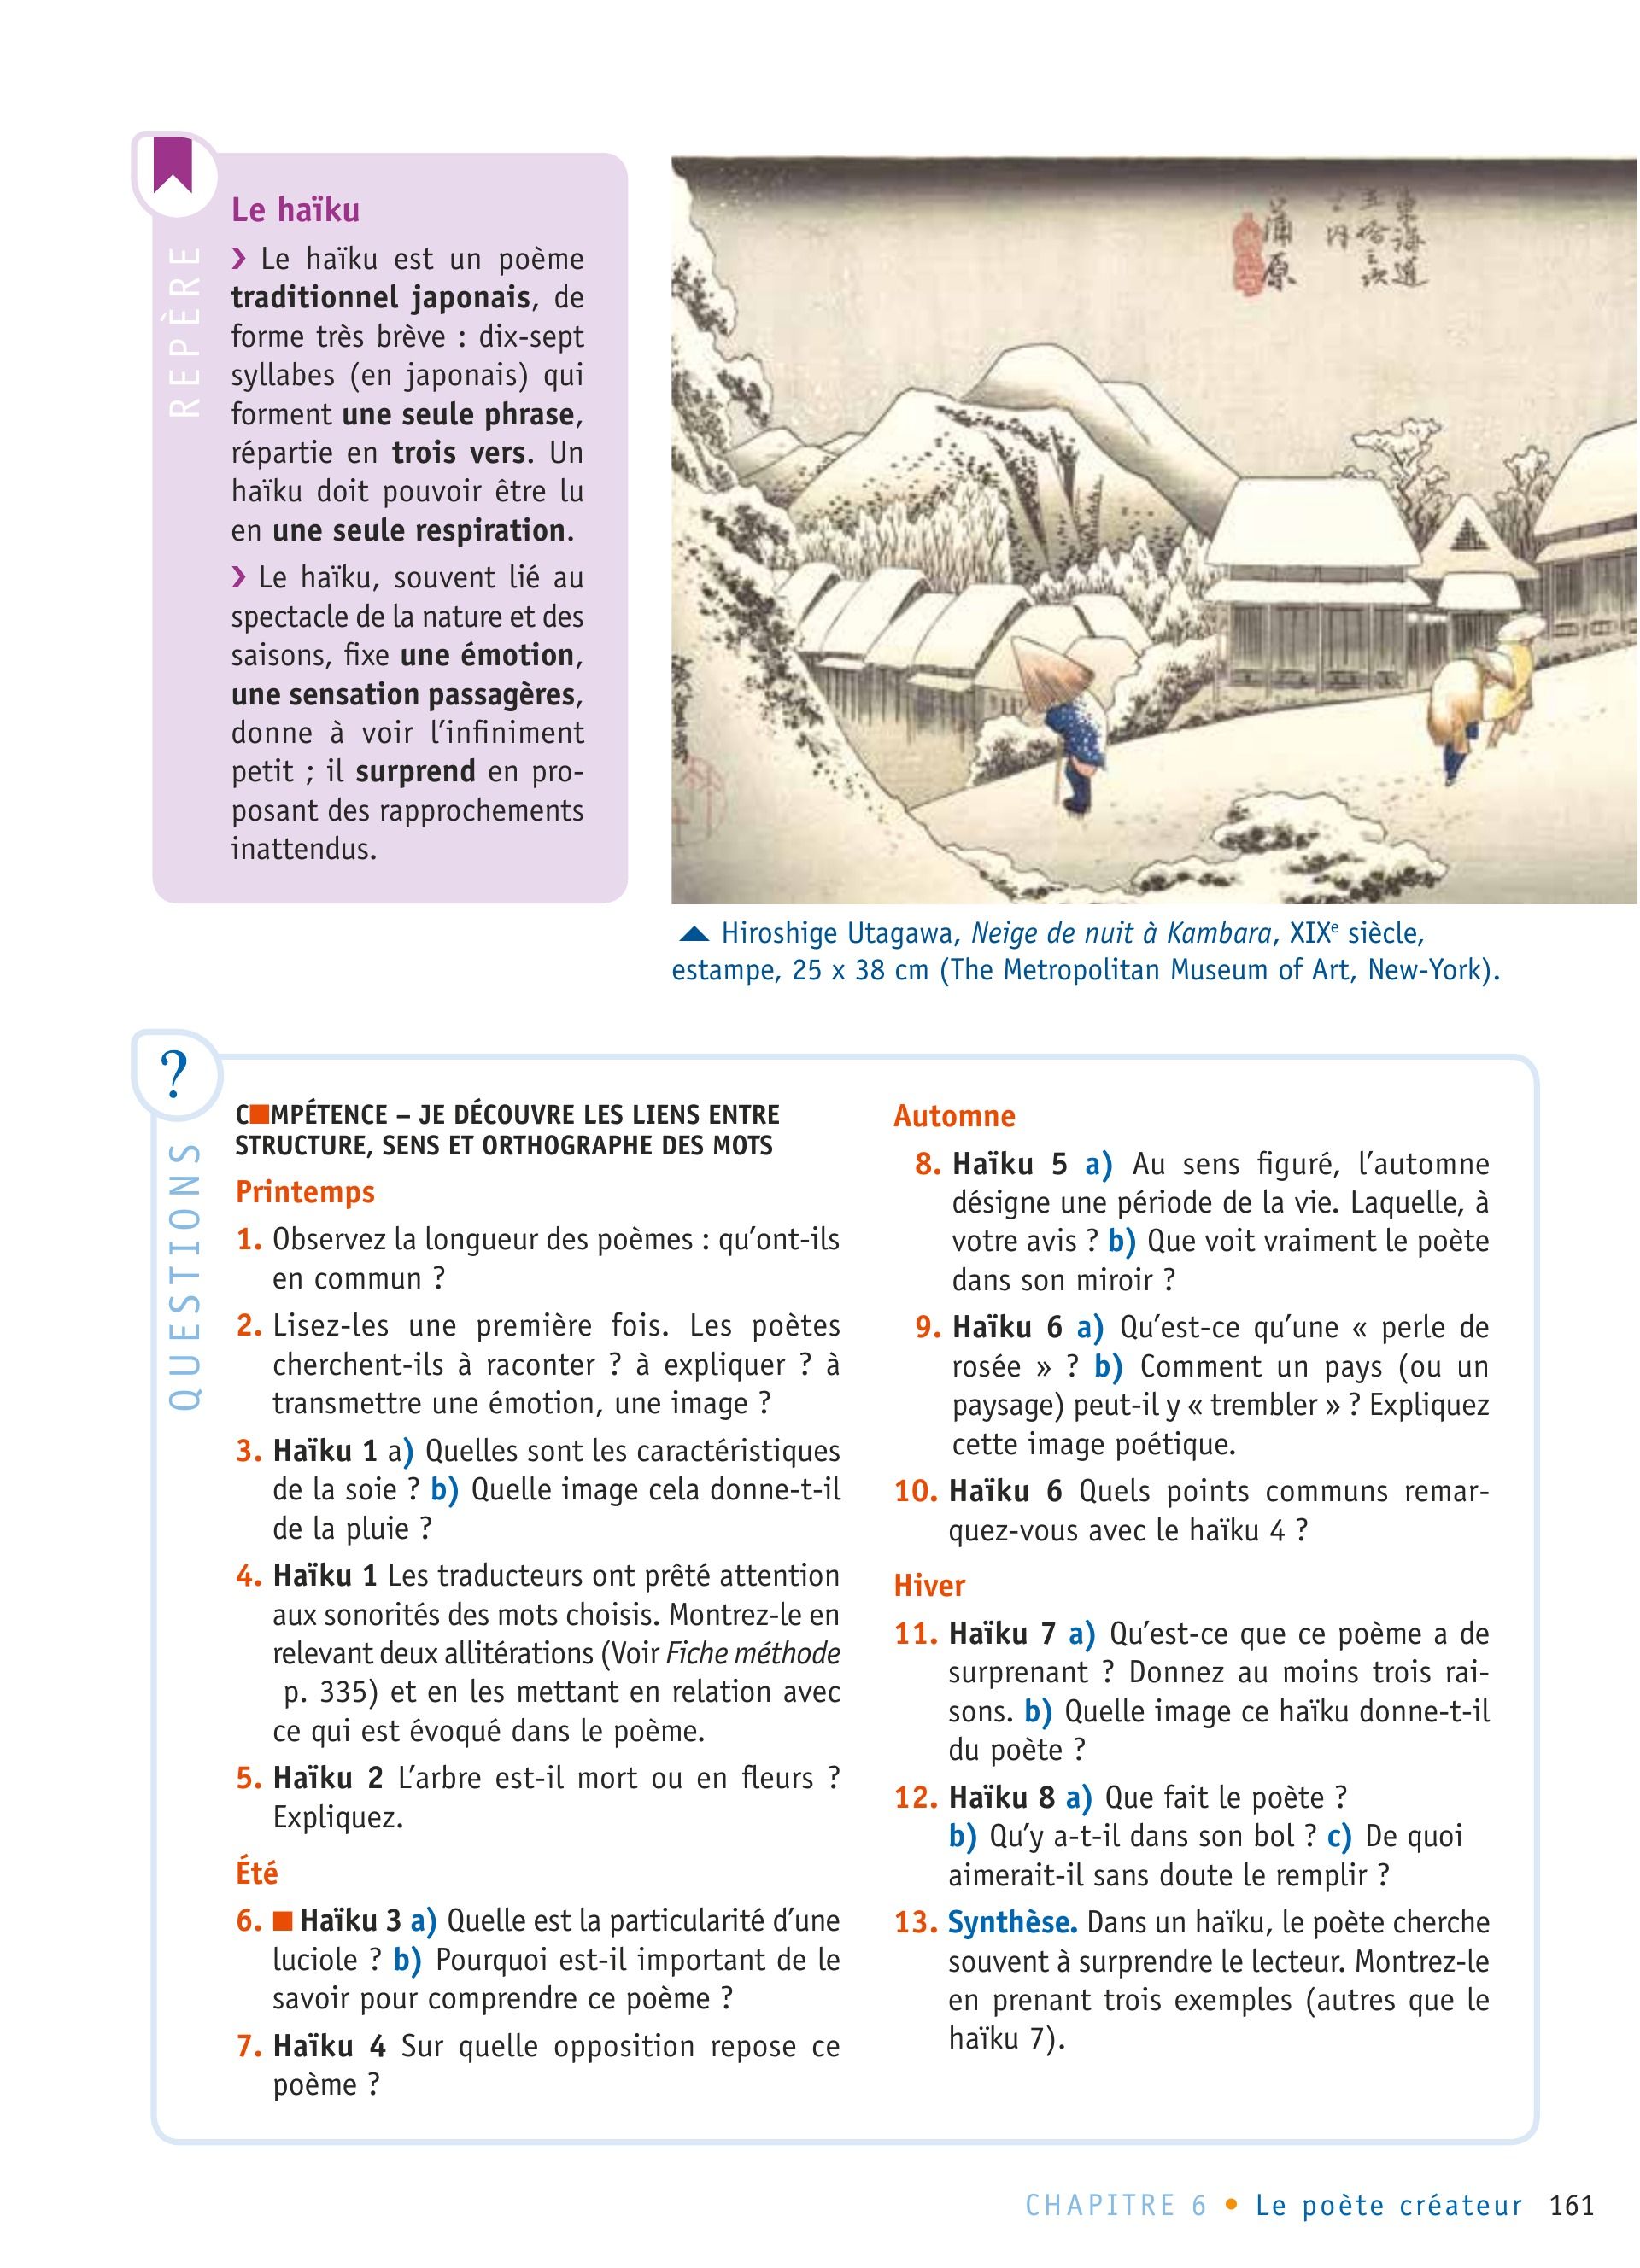 REPÈRE
Le haïku
› Le haïku est un poème
traditionnel japonais, de
forme très brève : dix-sept
syllabes (en japonais) qui
forment une seule phrase,
répartie en trois vers. Un
haïku doit pouvoir être lu
en une seule respiration.
› Le haïku, souvent lié au
spectacle de la nature et des
saisons, fixe une émotion,
une sensation passagères,
donne à voir l’infiniment
petit ; il surprend en pro-
posant des rapprochements
inattendus.
東海道
五拾三次
之内
蒲原
▲ Hiroshige Utagawa, Neige de nuit à Kambara, XIXe siècle,
estampe, 25 x 38 cm (The Metropolitan Museum of Art, New-York).
?
QUESTIONS
C■MPÉTENCE – JE DÉCOUVRE LES LIENS ENTRE
STRUCTURE, SENS ET ORTHOGRAPHE DES MOTS
Printemps
1. Observez la longueur des poèmes : qu’ont-ils
en commun ?
2. Lisez-les une première fois. Les poètes
cherchent-ils à raconter ? à expliquer ? à
transmettre une émotion, une image ?
3. Haïku 1 a) Quelles sont les caractéristiques
de la soie ? b) Quelle image cela donne-t-il
de la pluie ?
4. Haïku 1 Les traducteurs ont prêté attention
aux sonorités des mots choisis. Montrez-le en
relevant deux allitérations (Voir Fiche méthode
p. 335) et en les mettant en relation avec
ce qui est évoqué dans le poème.
5. Haïku 2 L’arbre est-il mort ou en fleurs ?
Expliquez.
Été
6. ■ Haïku 3 a) Quelle est la particularité d’une
luciole ? b) Pourquoi est-il important de le
savoir pour comprendre ce poème ?
7. Haïku 4 Sur quelle opposition repose ce
poème ?
Automne
8. Haïku 5 a) Au sens figuré, l’automne
désigne une période de la vie. Laquelle, à
votre avis ? b) Que voit vraiment le poète
dans son miroir ?
9. Haïku 6 a) Qu’est-ce qu’une « perle de
rosée » ? b) Comment un pays (ou un
paysage) peut-il y « trembler » ? Expliquez
cette image poétique.
10. Haïku 6 Quels points communs remar-
quez-vous avec le haïku 4 ?
Hiver
11. Haïku 7 a) Qu’est-ce que ce poème a de
surprenant ? Donnez au moins trois rai-
sons. b) Quelle image ce haïku donne-t-il
du poète ?
12. Haïku 8 a) Que fait le poète ?
b) Qu’y a-t-il dans son bol ? c) De quoi
aimerait-il sans doute le remplir ?
13. Synthèse. Dans un haïku, le poète cherche
souvent à surprendre le lecteur. Montrez-le
en prenant trois exemples (autres que le
haïku 7).
CHAPITRE 6 • Le poète créateur 161